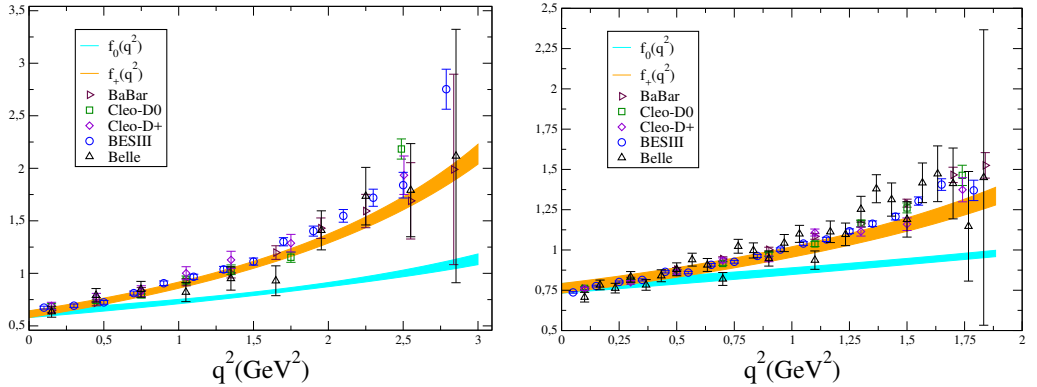 3,5
3
2,5
2
1,5
1
0,5
f₀(q²)
f₊(q²)
BaBar
Cleo-D0
Cleo-D+
BESIII
Belle
0 0,5 1 1,5 2 2,5 3
q²(GeV²)
2,5
2,25
2
1,75
1,5
1,25
1
0,75
0,5
f₀(q²)
f₊(q²)
BaBar
Cleo-D0
Cleo-D+
BESIII
Belle
0 0,25 0,5 0,75 1 1,25 1,5 1,75 2
q²(GeV²)